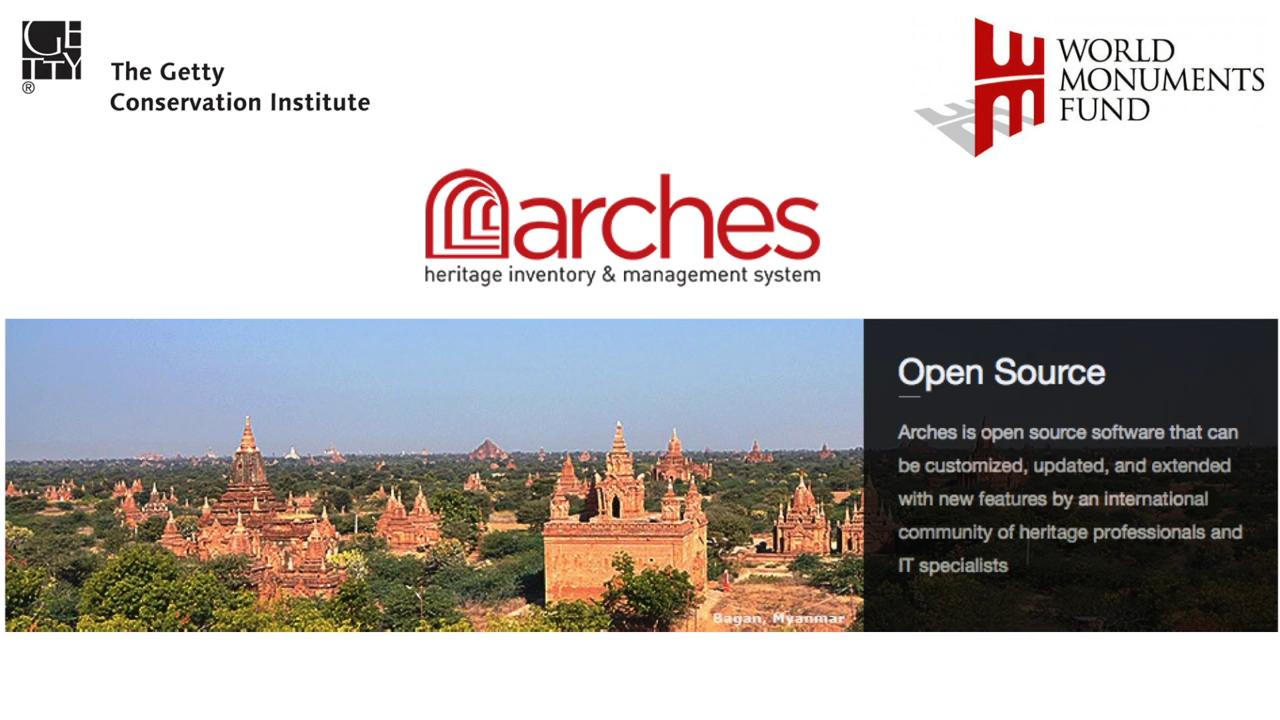 GETTY
®
The Getty
Conservation Institute
WORLD
MONUMENTS
FUND
arches
heritage inventory & management system
Open Source
Arches is open source software that can
be customized, updated, and extended
with new features by an international
community of heritage professionals and
IT specialists
Bagan, Myanmar